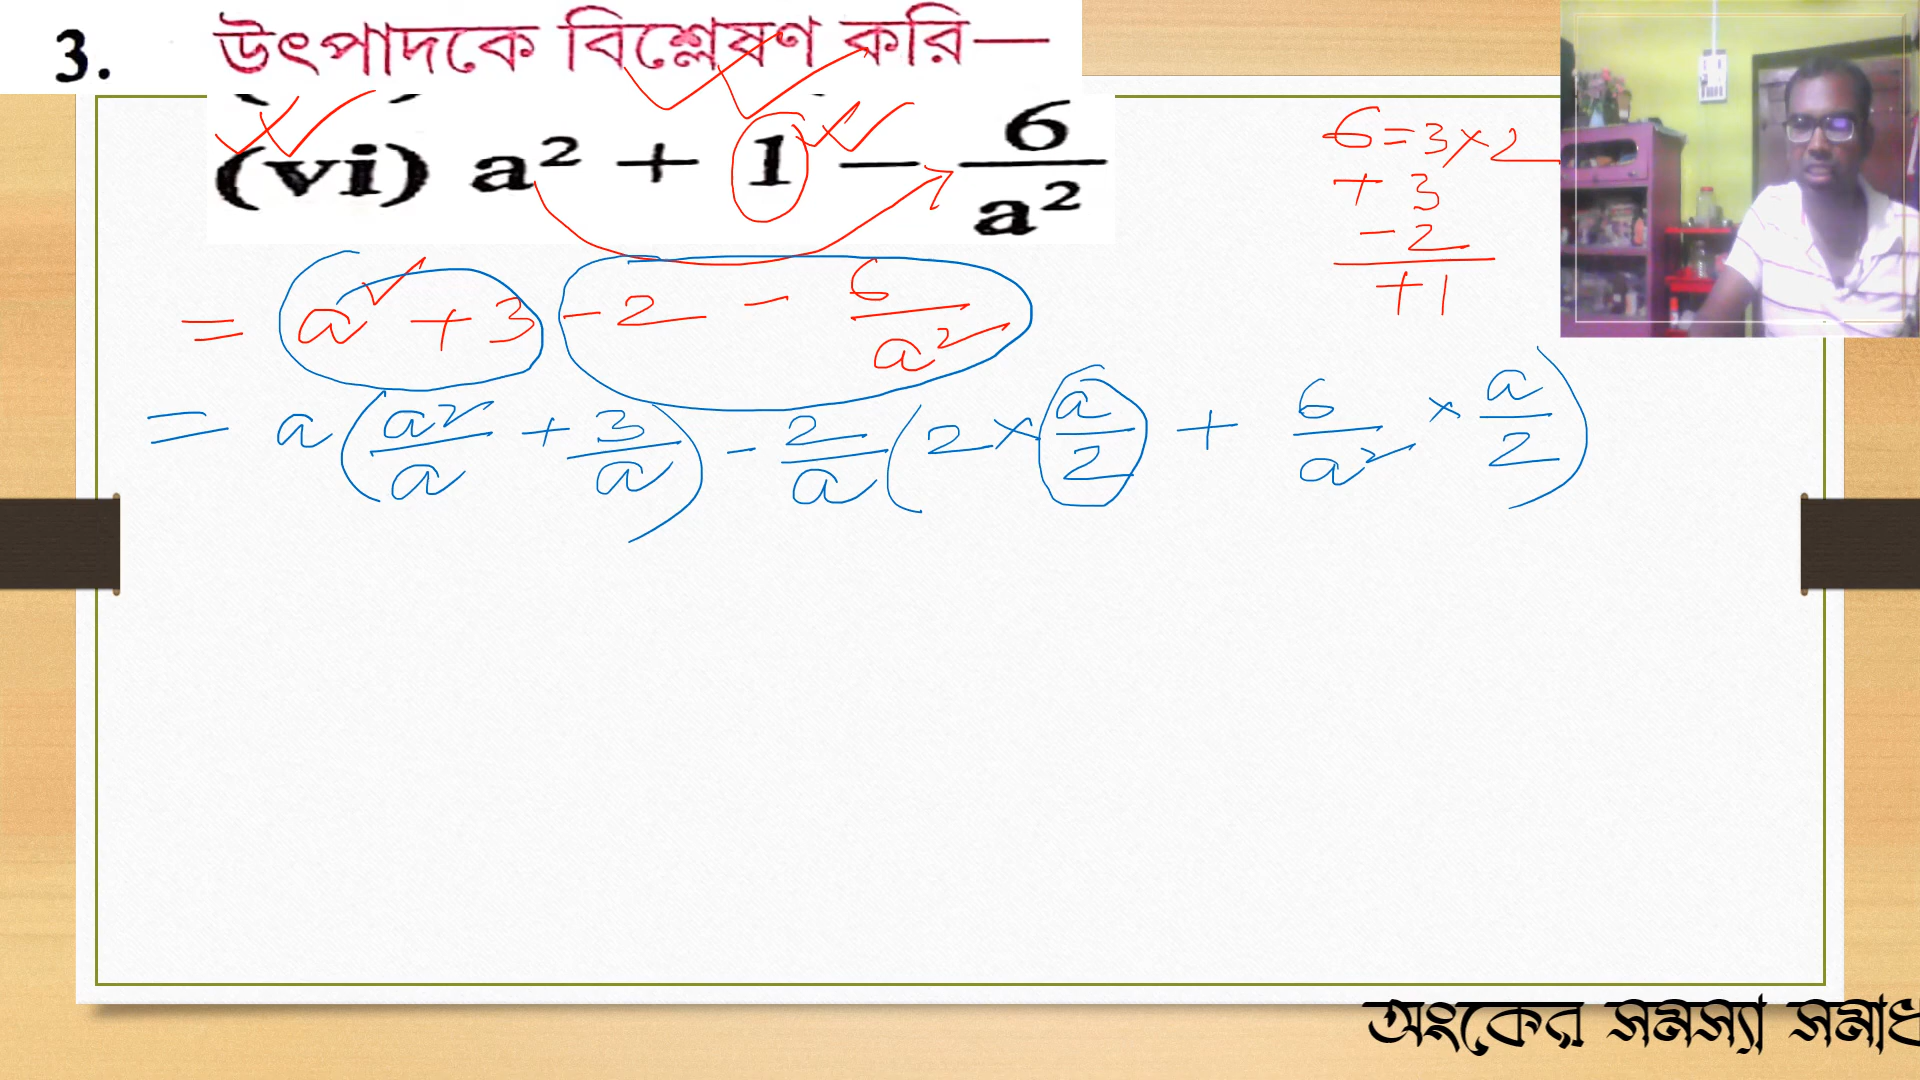 3. উৎপাদকে বিশ্লেষণ করি—
(vi) a² + 1 − 6/a²
6 = 3 × 2
+ 3
− 2
+ 1
= a² + 3 − 2 − 6/a²
= a(a²/a + 3/a) − 2/a(2 × a/2 + 6/a² × a/2)
অংকের সমস্যা